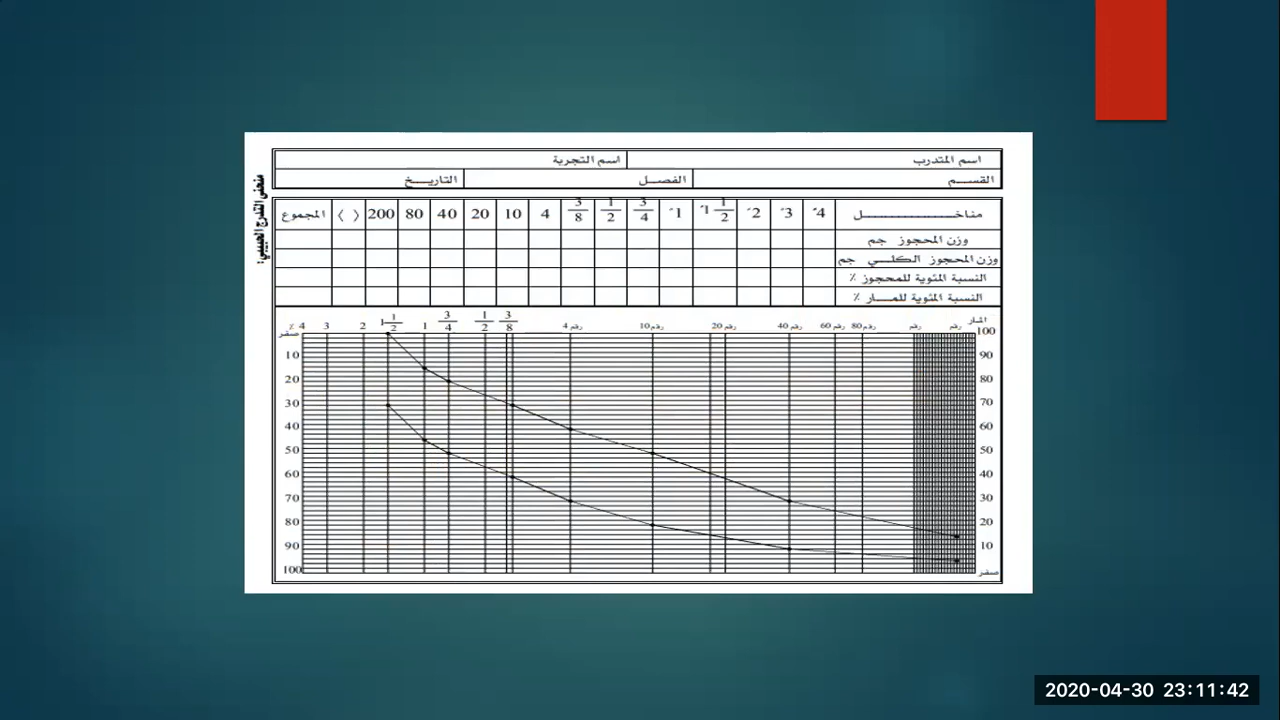 منحنى التدرج الحبيبي:
اسم المتدرب اسم التجربة
القسم الفصل التاريخ
مناخل 4″ 3″ 2″ 1 1/2″ 1″ 3/4 1/2 3/8 4 10 20 40 80 200 ( ) المجموع
وزن المحجوز جم
وزن المحجوز الكلي جم
النسبة المئوية للمحجوز ٪
النسبة المئوية للمار ٪
٪ 4 3 2 1 1/2 1 3/4 1/2 3/8 رقم 4 رقم 10 رقم 20 رقم 40 رقم 60 رقم 80 رقم رقم المار
صفر 100
10 90
20 80
30 70
40 60
50 50
60 40
70 30
80 20
90 10
100 صفر
2020-04-30 23:11:42